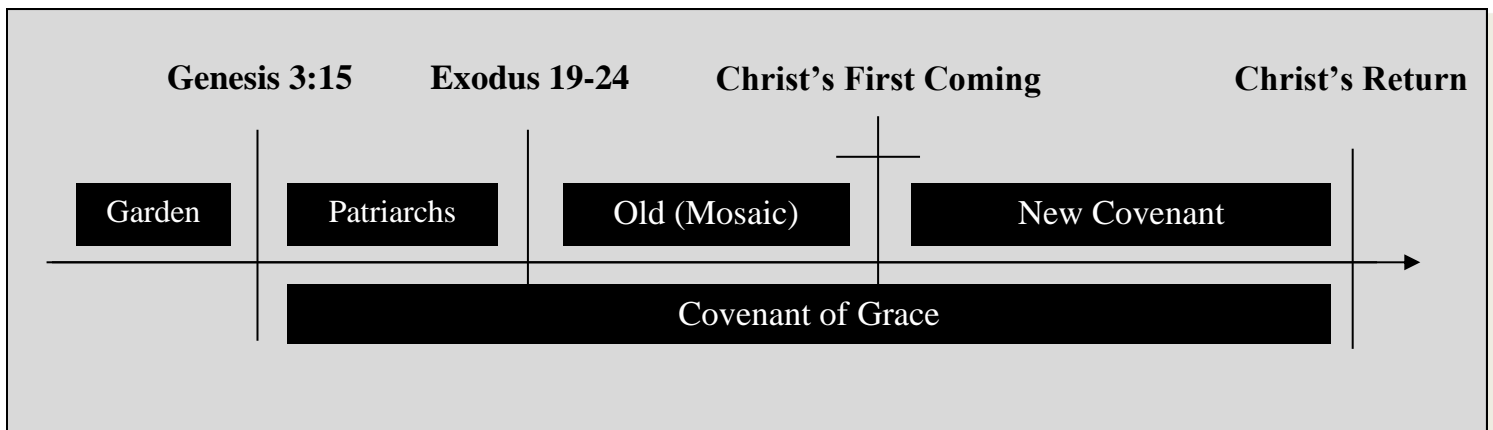 Genesis 3:15 Exodus 19-24 Christ’s First Coming Christ’s Return
Garden Patriarchs Old (Mosaic) New Covenant
Covenant of Grace